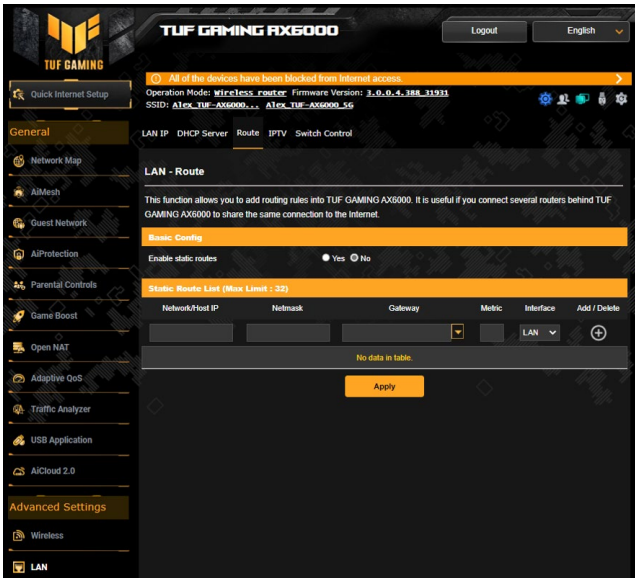 TUF GAMING AX6000
Logout
English
TUF GAMING
Quick Internet Setup
All of the devices have been blocked from Internet access.
Operation Mode: Wireless router Firmware Version: 3.0.0.4.388_31931
SSID: Alex_TUF-AX6000... Alex_TUF-AX6000_5G
General
Network Map
AiMesh
Guest Network
AiProtection
Parental Controls
Game Boost
Open NAT
Adaptive QoS
Traffic Analyzer
USB Application
AiCloud 2.0
Advanced Settings
Wireless
LAN
LAN IP DHCP Server Route IPTV Switch Control
LAN - Route
This function allows you to add routing rules into TUF GAMING AX6000. It is useful if you connect several routers behind TUF
GAMING AX6000 to share the same connection to the Internet.
Basic Config
Enable static routes Yes No
Static Route List (Max Limit : 32)
Network/Host IP Netmask Gateway Metric Interface Add / Delete
LAN
No data in table.
Apply